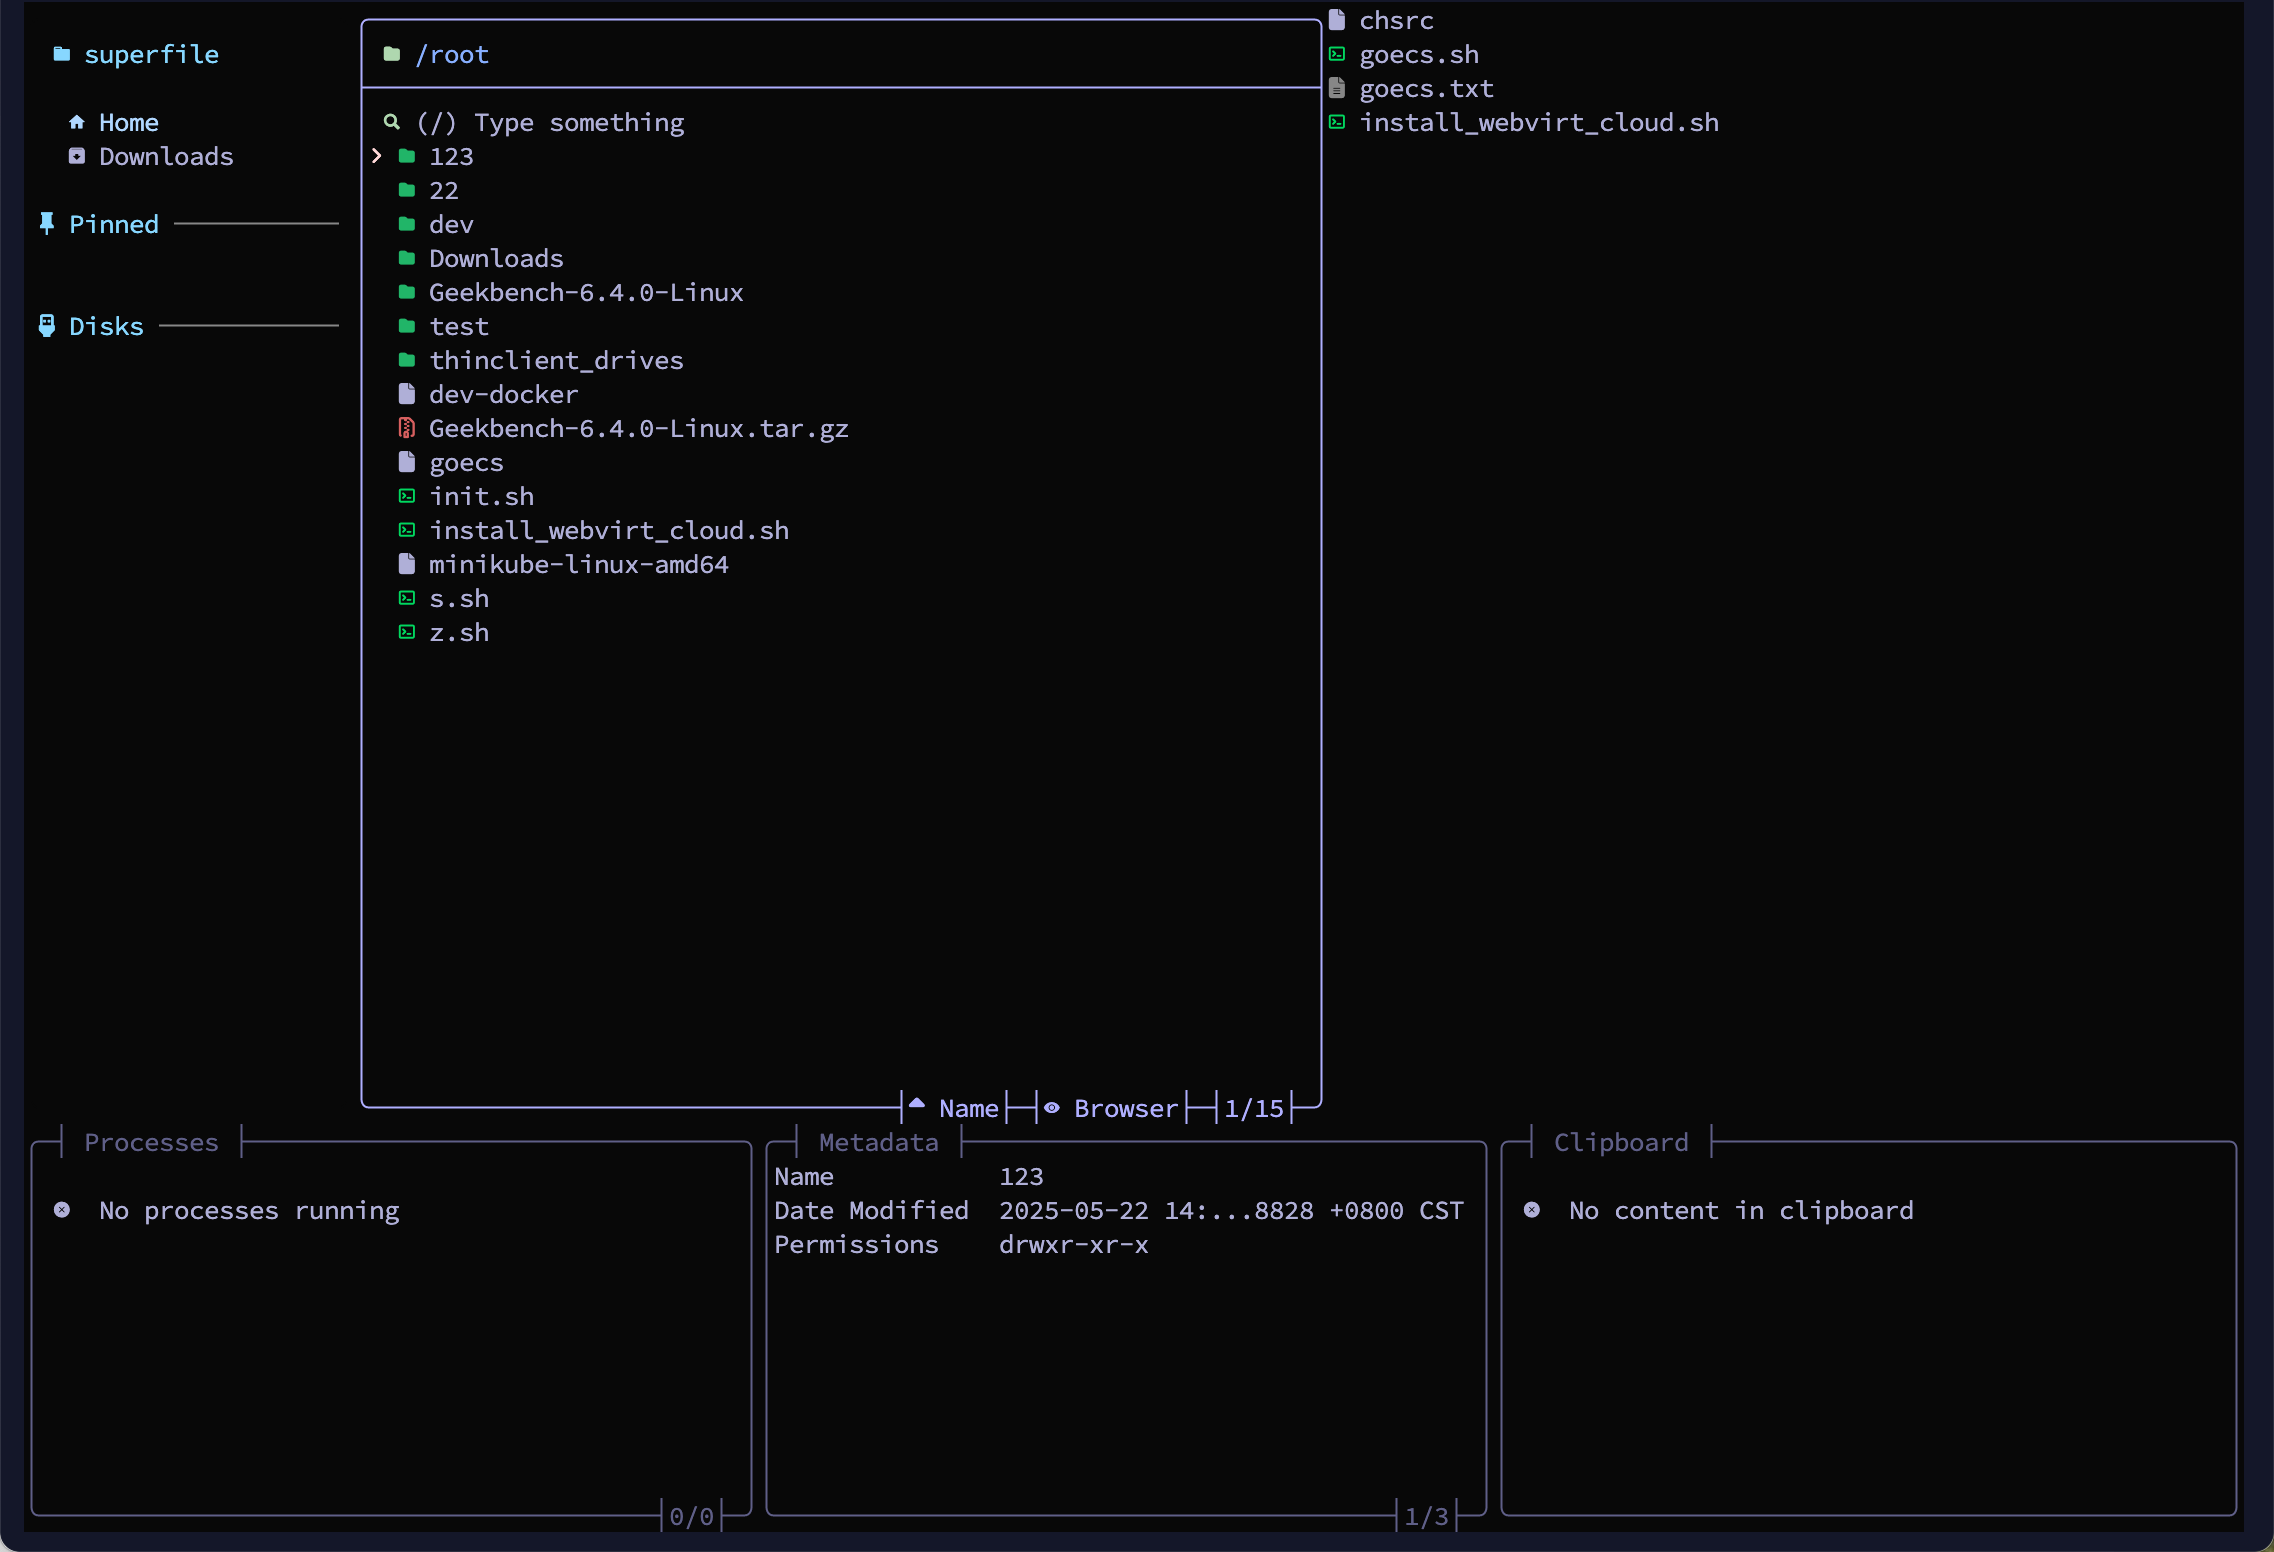 superfile
Home
Downloads
Pinned
Disks
/root
(/) Type something
123
22
dev
Downloads
Geekbench-6.4.0-Linux
test
thinclient_drives
dev-docker
Geekbench-6.4.0-Linux.tar.gz
goecs
init.sh
install_webvirt_cloud.sh
minikube-linux-amd64
s.sh
z.sh
Name Browser 1/15
chsrc
goecs.sh
goecs.txt
install_webvirt_cloud.sh
Processes
No processes running
0/0
Metadata
Name 123
Date Modified 2025-05-22 14:...8828 +0800 CST
Permissions drwxr-xr-x
1/3
Clipboard
No content in clipboard